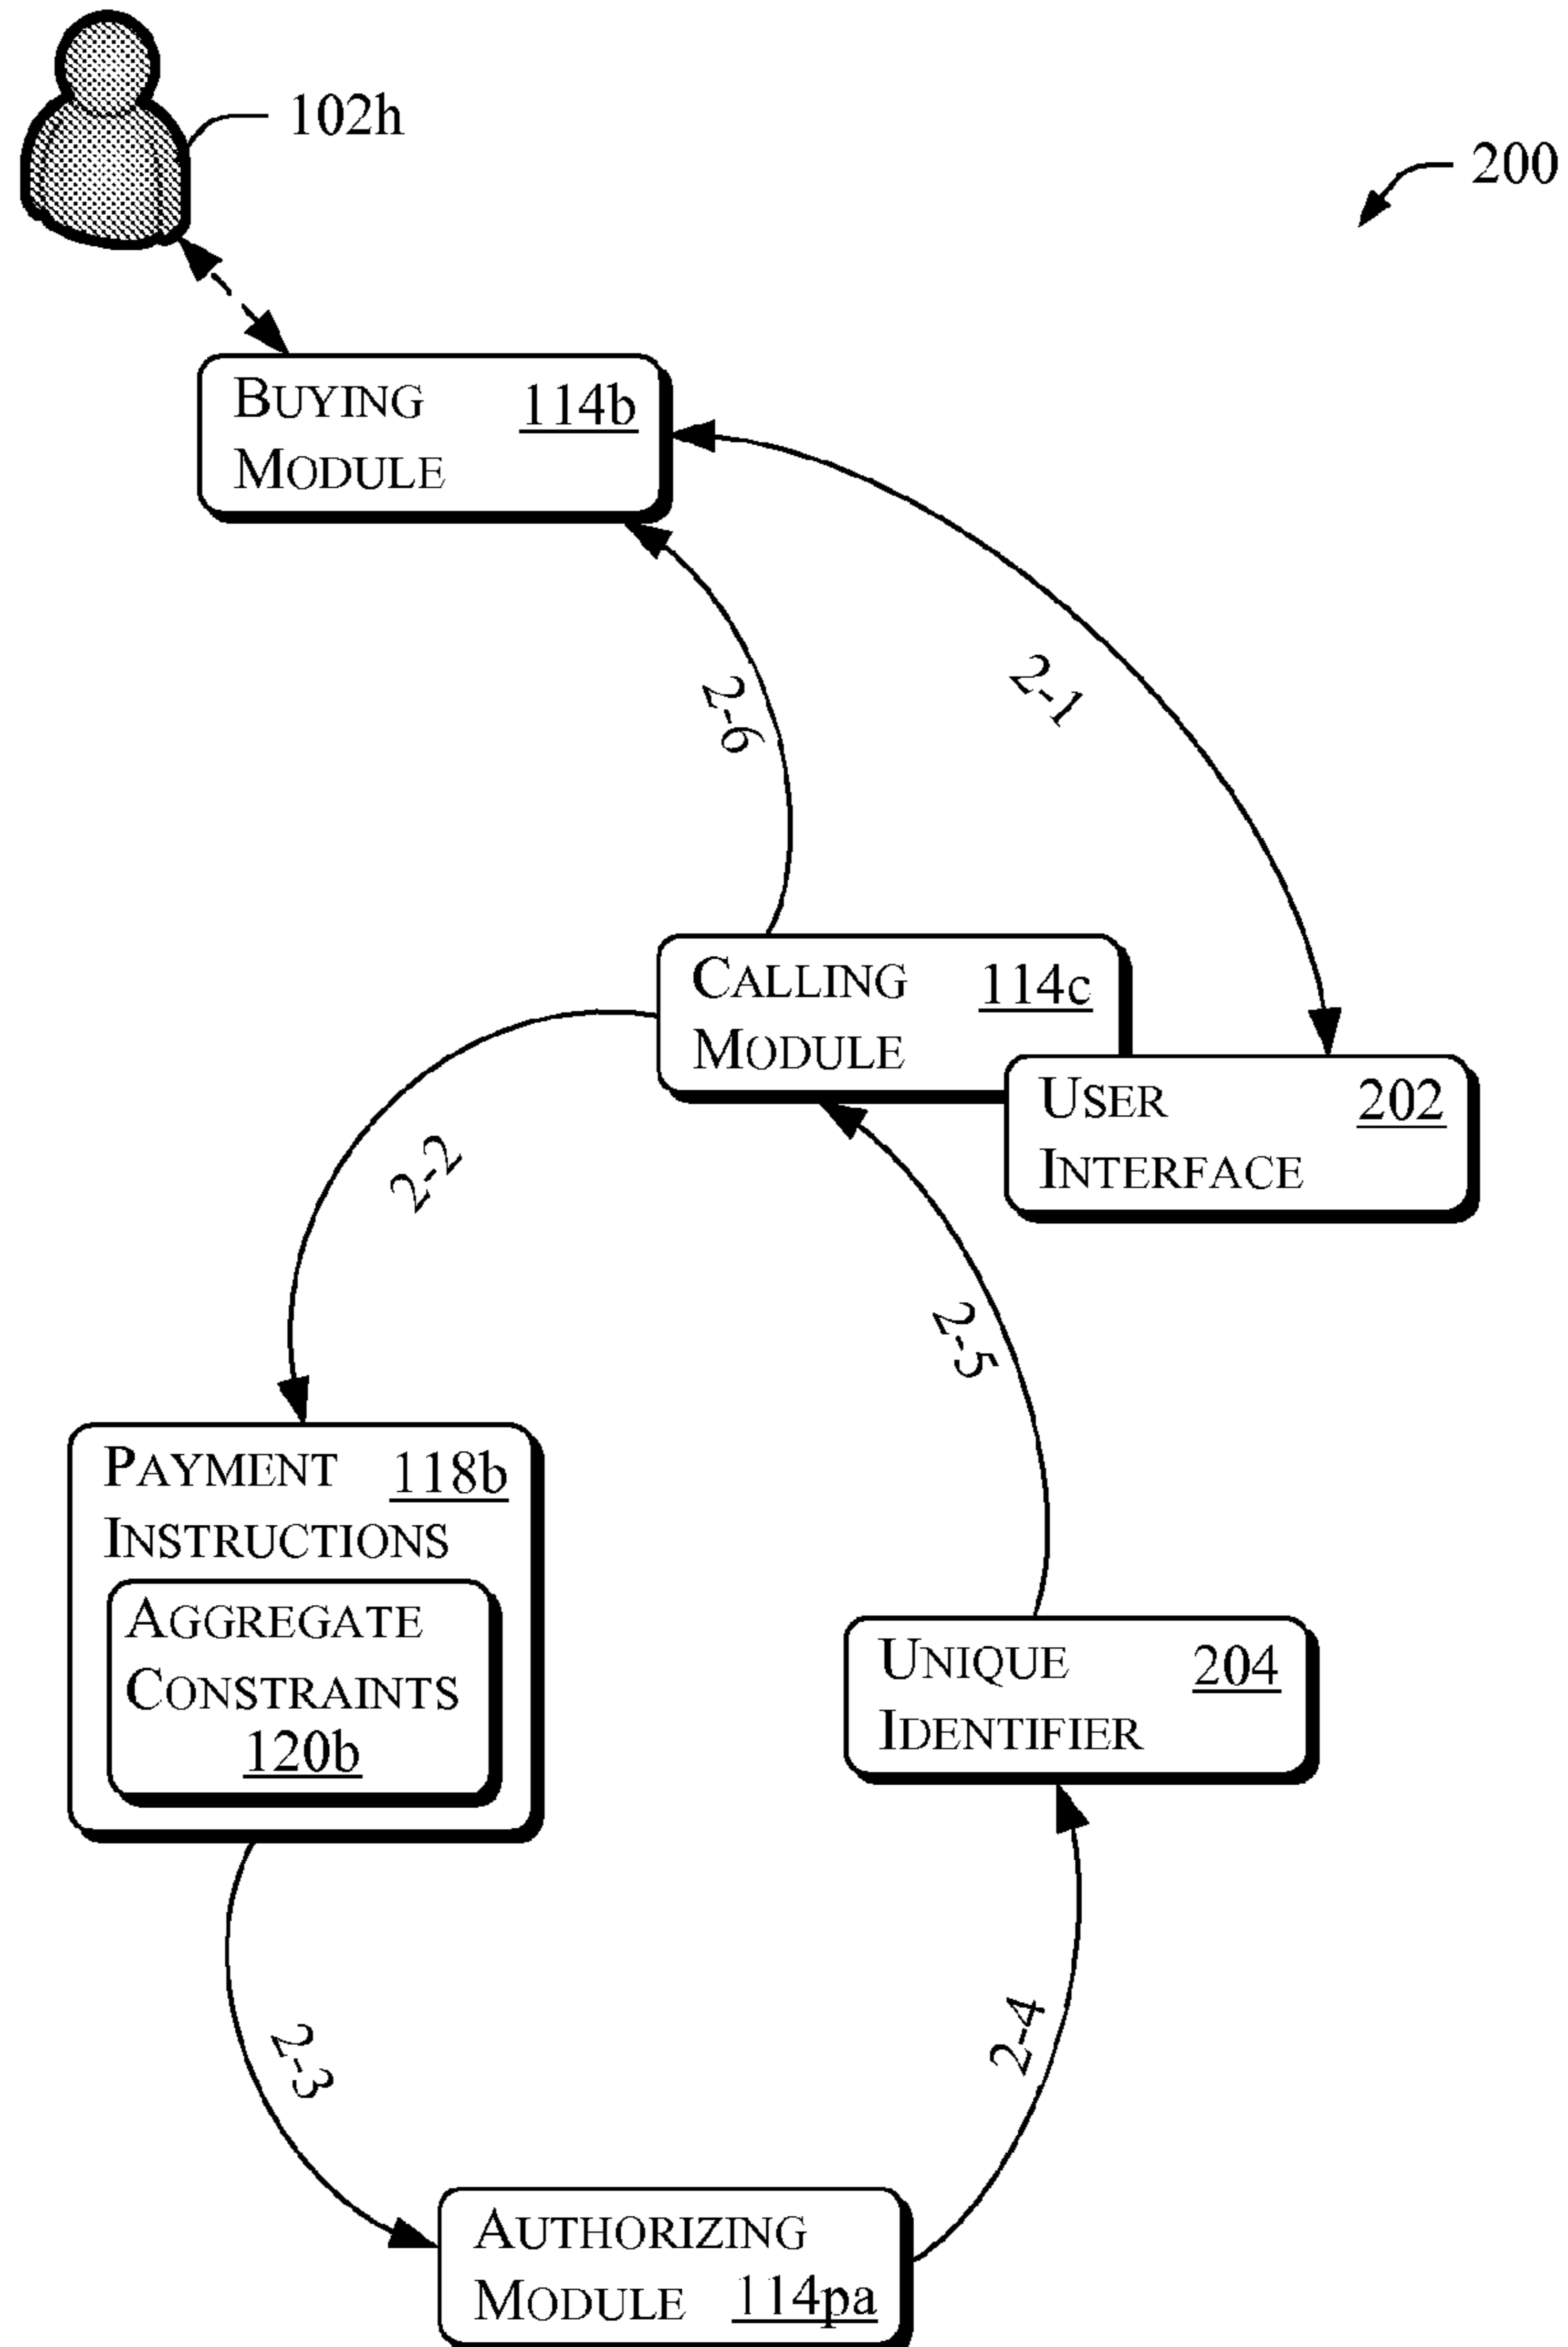 102h
200
BUYING 114b
MODULE
2-1
2-6
CALLING 114c
MODULE
USER 202
INTERFACE
2-2
2-5
PAYMENT 118b
INSTRUCTIONS
AGGREGATE
CONSTRAINTS
120b
UNIQUE 204
IDENTIFIER
2-3
2-4
AUTHORIZING
MODULE 114pa